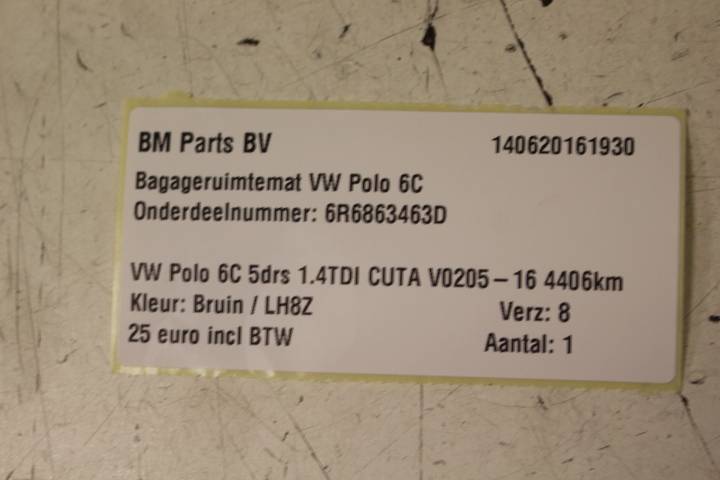 BM Parts BV 140620161930
Bagageruimtemat VW Polo 6C
Onderdeelnummer: 6R6863463D
VW Polo 6C 5drs 1.4TDI CUTA V0205-16 4406km
Kleur: Bruin / LH8Z Verz: 8
25 euro incl BTW Aantal: 1